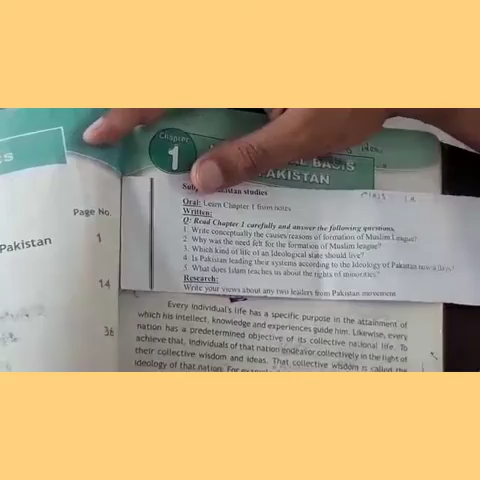 Page No.
Pakistan 1
14
Chapter
1
BASIS
PAKISTAN
studies
Oral: Learn Chapter 1 from notes
Written:
Q: Read Chapter 1 carefully and answer the following questions.
1. Write conceptually the causes/reasons of formation of Muslim League?
2. Why was the need felt for the formation of Muslim league?
3. Which kind of life of an Ideological state should live?
4. Is Pakistan leading their systems according to the Ideology of Pakistan
5. What does Islam teaches us about the rights of minorities?
Research:
Write your views about any two leaders from Pakistan movement
Every individual's life has a specific purpose in the attainment of
which his intellect, knowledge and experiences guide him. Likewise, every
nation has a predetermined objective of its collective national life. To
achieve that, individuals of that nation endeavor collectively in the light of
their collective wisdom and ideas. That collective wisdom is called the
ideology of that nation. For